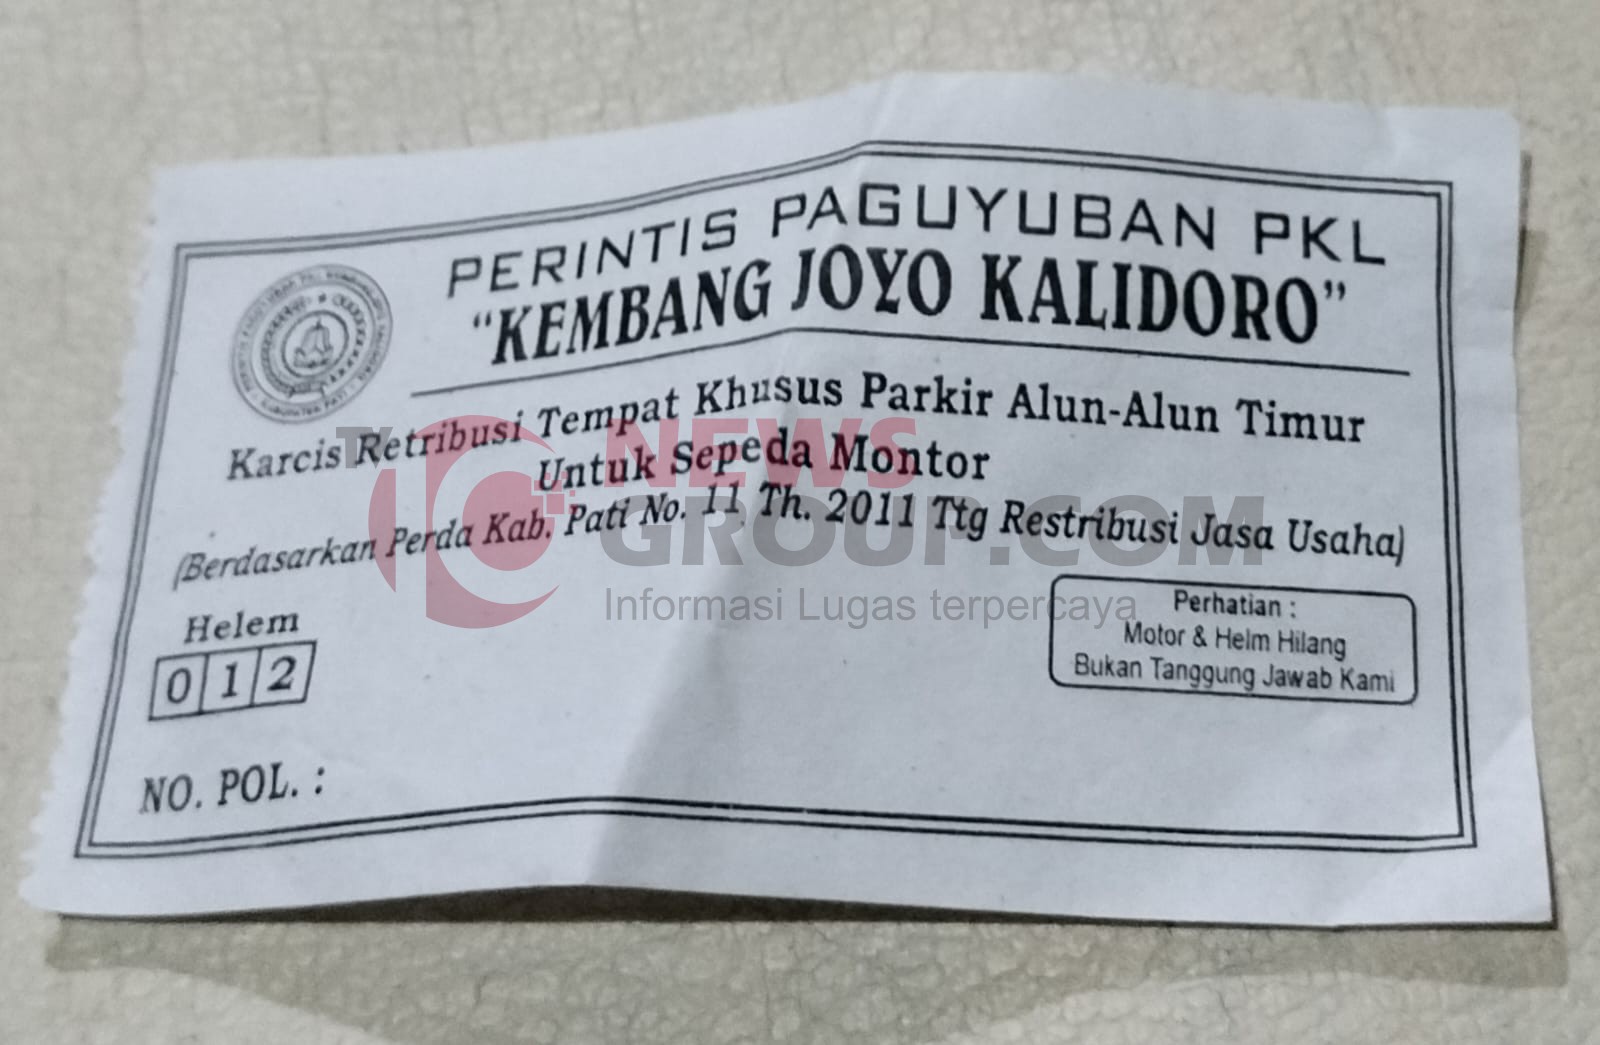 PERINTIS PAGUYUBAN PKL
"KEMBANG JOYO KALIDORO"
Karcis Retribusi Tempat Khusus Parkir Alun-Alun Timur
Untuk Sepeda Montor
(Berdasarkan Perda Kab. Pati No. 11 Th. 2011 Ttg Restribusi Jasa Usaha)
NEWS
GROUP.COM
Informasi Lugas terpercaya
Helem
012
Perhatian :
Motor & Helm Hilang
Bukan Tanggung Jawab Kami
NO. POL. :